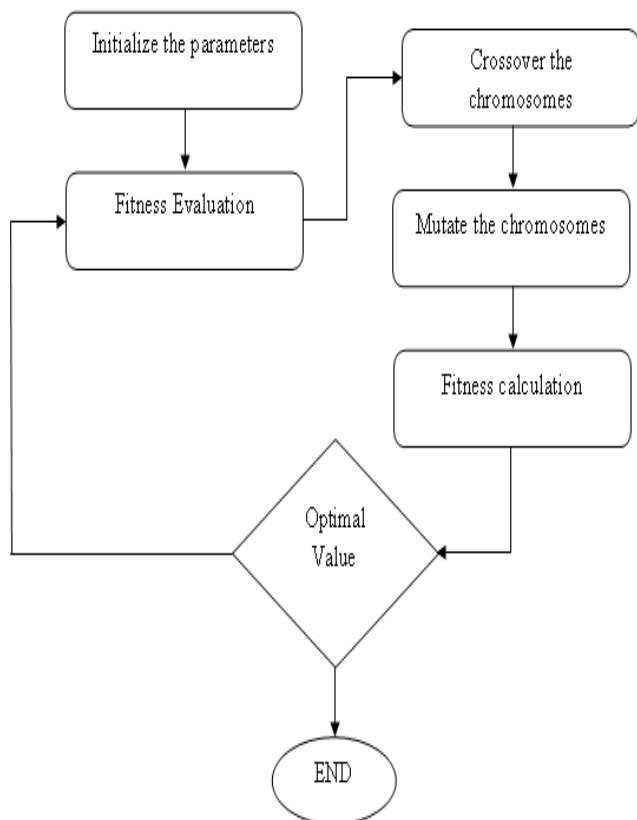 Initialize the parameters
Fitness Evaluation
Crossover the
chromosomes
Mutate the chromosomes
Fitness calculation
Optimal
Value
END